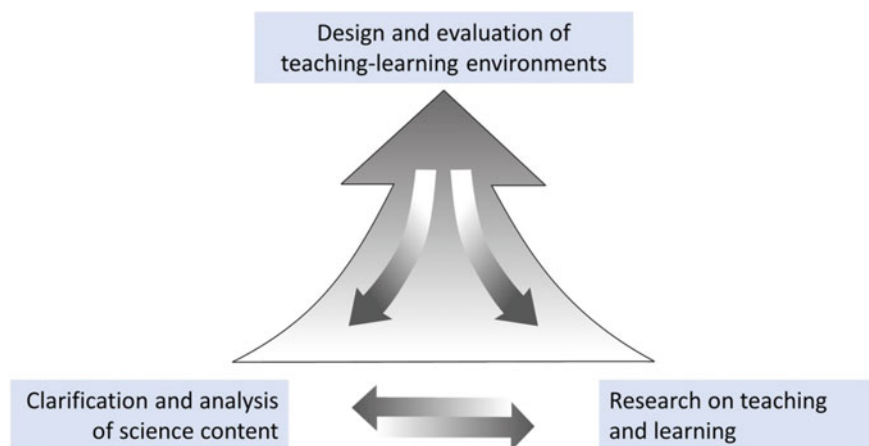 Design and evaluation of
teaching-learning environments
Clarification and analysis
of science content
Research on teaching
and learning